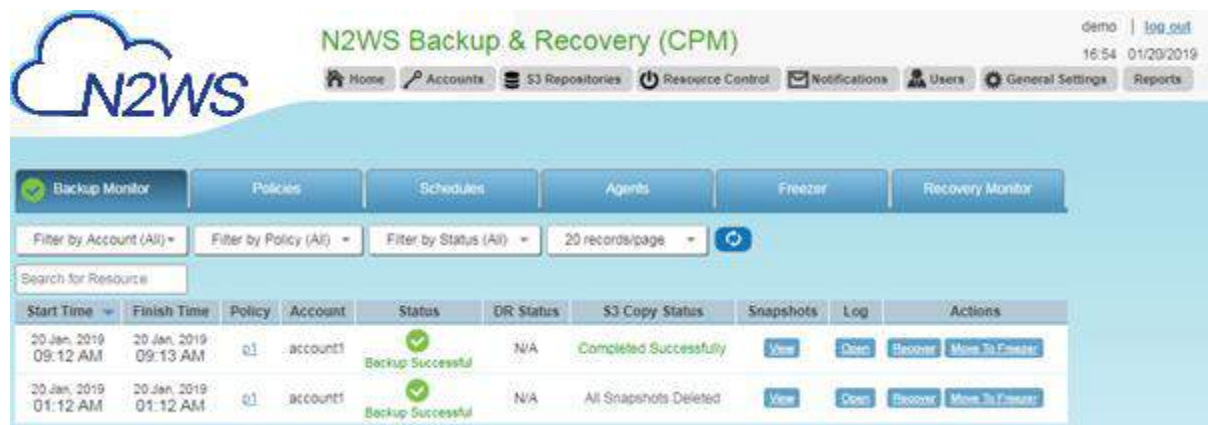 N2WS
N2WS Backup & Recovery (CPM)
demo | log out
16:54 01/20/2019
Home Accounts S3 Repositories Resource Control Notifications Users General Settings Reports
Backup Monitor Policies Schedules Agents Freezer Recovery Monitor
Filter by Account (All) Filter by Policy (All) Filter by Status (All) 20 records/page
Search for Resource
Start Time Finish Time Policy Account Status DR Status S3 Copy Status Snapshots Log Actions
20 Jan, 2019 20 Jan, 2019
09:12 AM 09:13 AM p1 account1 Backup Successful N/A Completed Successfully View Open Recover Move To Freezer
20 Jan, 2019 20 Jan, 2019
01:12 AM 01:12 AM p1 account1 Backup Successful N/A All Snapshots Deleted View Open Recover Move To Freezer